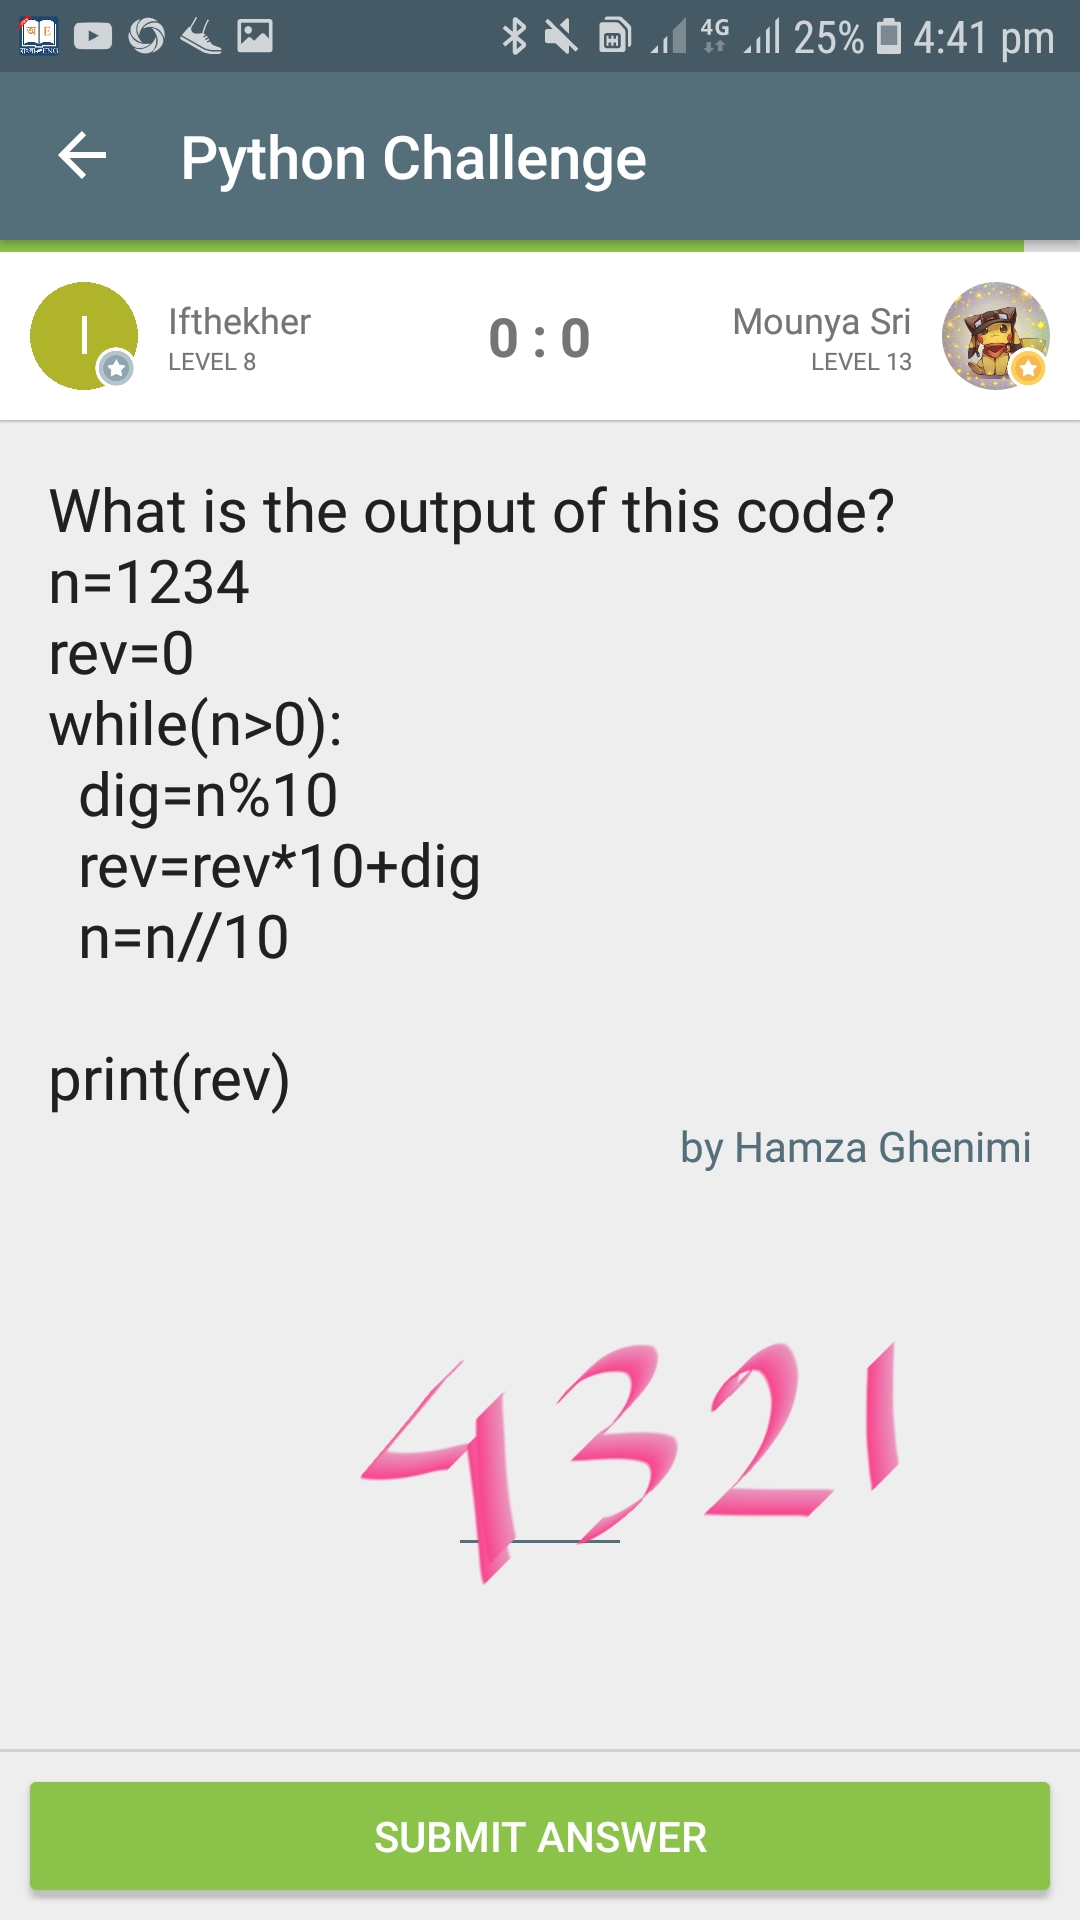 4G 25% 4:41 pm
Python Challenge
I Ifthekher 0 : 0 Mounya Sri
LEVEL 8 LEVEL 13
What is the output of this code?
n=1234
rev=0
while(n>0):
  dig=n%10
  rev=rev*10+dig
  n=n//10
print(rev)
by Hamza Ghenimi
4321
SUBMIT ANSWER